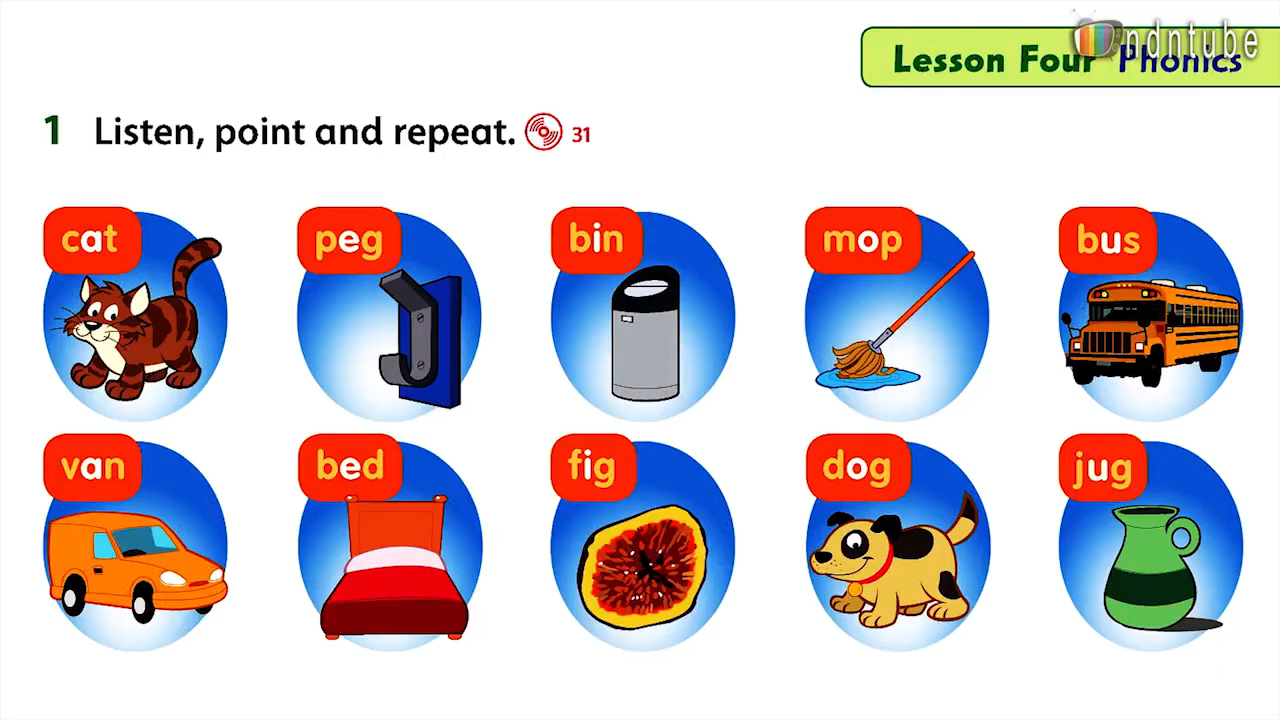 ndntube
Lesson Four Phonics
1 Listen, point and repeat. 31
cat peg bin mop bus
van bed fig dog jug